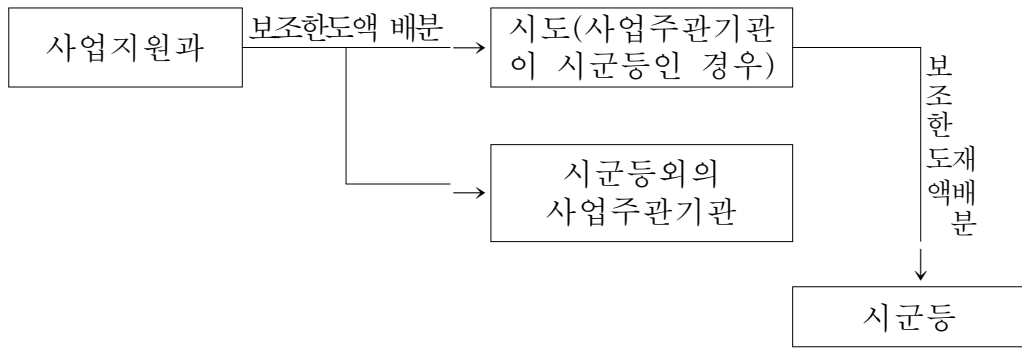 사업지원과
보조한도액 배분
시도(사업주관기관
이 시군등인 경우)
보조한도액
재배분
시군등외의
사업주관기관
시군등